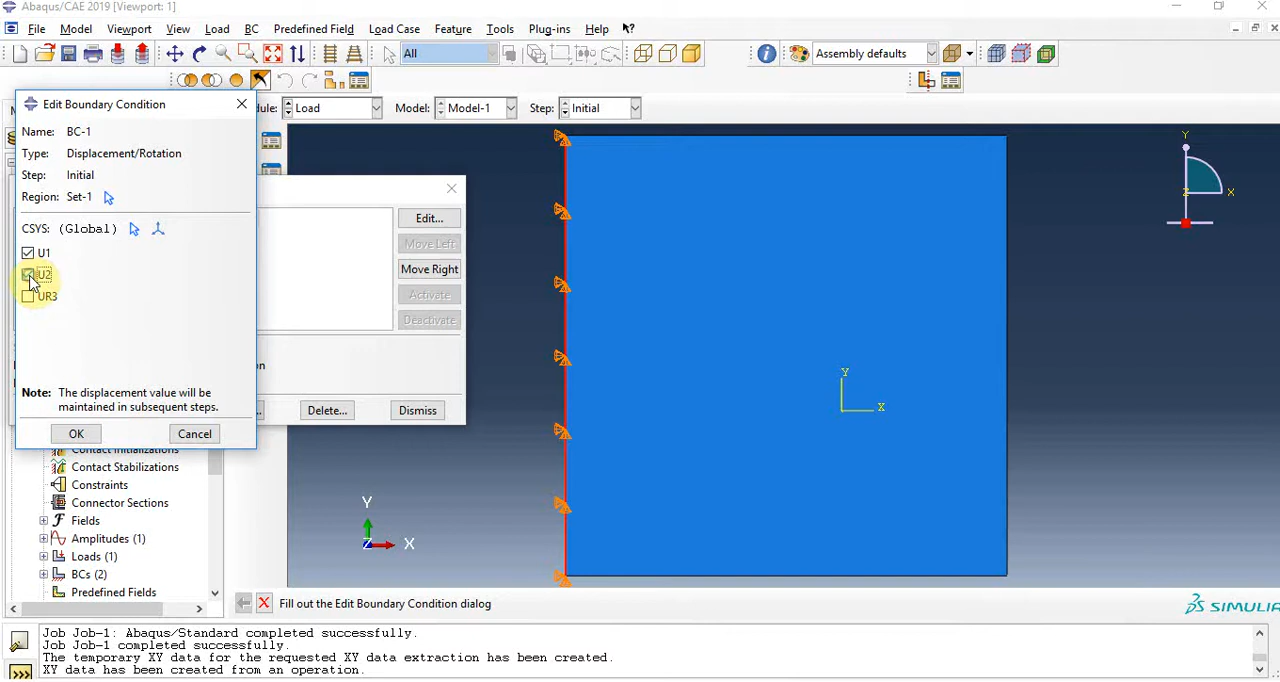 Abaqus/CAE 2019 [Viewport: 1]
File Model Viewport View Load BC Predefined Field Load Case Feature Tools Plug-ins Help
All Assembly defaults
Edit Boundary Condition
Module: Load Model: Model-1 Step: Initial
Name: BC-1
Type: Displacement/Rotation
Step: Initial
Region: Set-1
CSYS: (Global)
U1
U2
UR3
Note: The displacement value will be
maintained in subsequent steps.
OK Cancel
Edit...
Move Left
Move Right
Activate
Deactivate
Delete... Dismiss
Contact Initializations
Contact Stabilizations
Constraints
Connector Sections
Fields
Amplitudes (1)
Loads (1)
BCs (2)
Predefined Fields
Y
X
Z
Y
X
Y
X
Z
Fill out the Edit Boundary Condition dialog
SIMULIA
Job Job-1: Abaqus/Standard completed successfully.
Job Job-1 completed successfully.
The temporary XY data for the requested XY data extraction has been created.
XY data has been created from an operation.
>>>